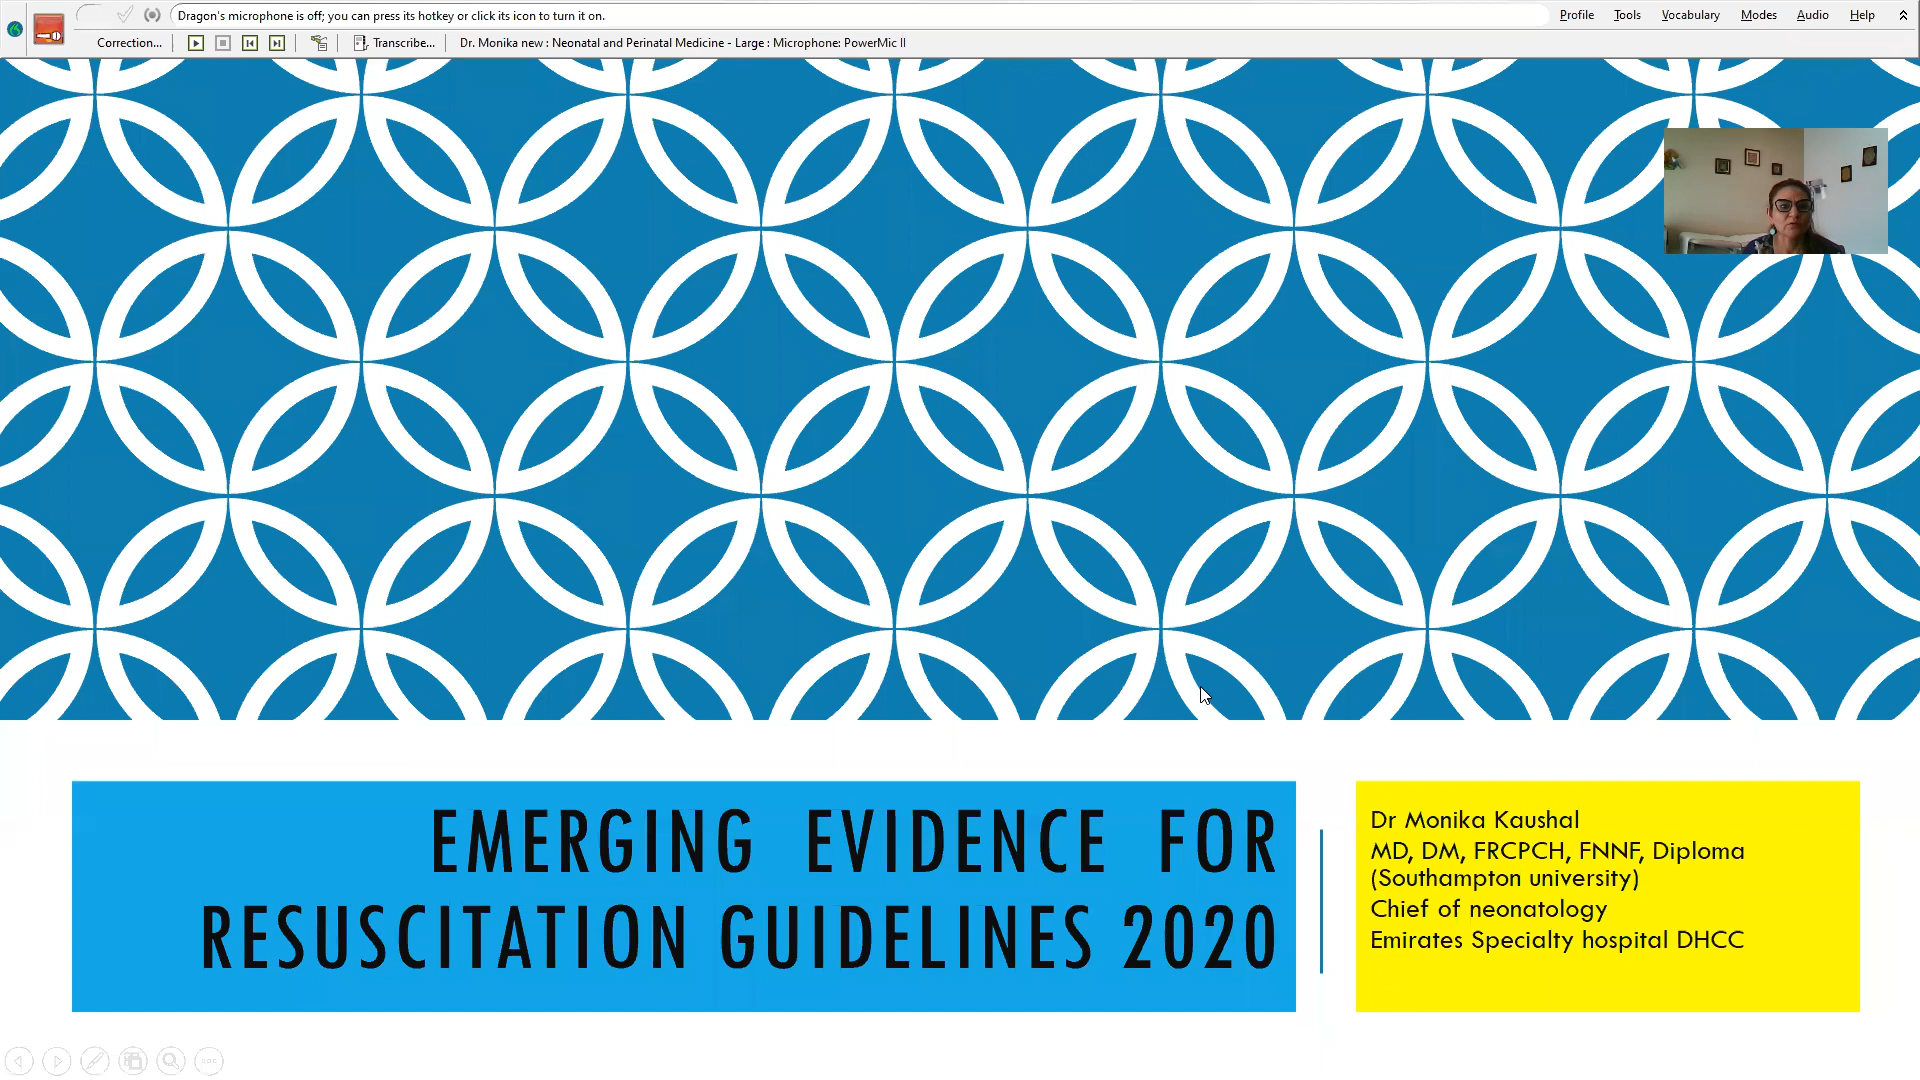 Dragon's microphone is off; you can press its hotkey or click its icon to turn it on.
Profile Tools Vocabulary Modes Audio Help
Correction... Transcribe... Dr. Monika new : Neonatal and Perinatal Medicine - Large : Microphone: PowerMic II
EMERGING EVIDENCE FOR
RESUSCITATION GUIDELINES 2020
Dr Monika Kaushal
MD, DM, FRCPCH, FNNF, Diploma
(Southampton university)
Chief of neonatology
Emirates Specialty hospital DHCC